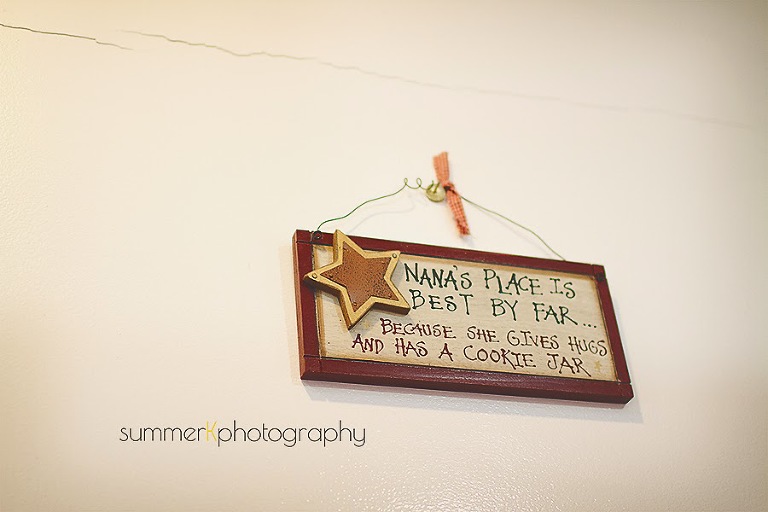 NANA'S PLACE IS
BEST BY FAR...
BECAUSE SHE GIVES HUGS
AND HAS A COOKIE JAR
summerKphotography